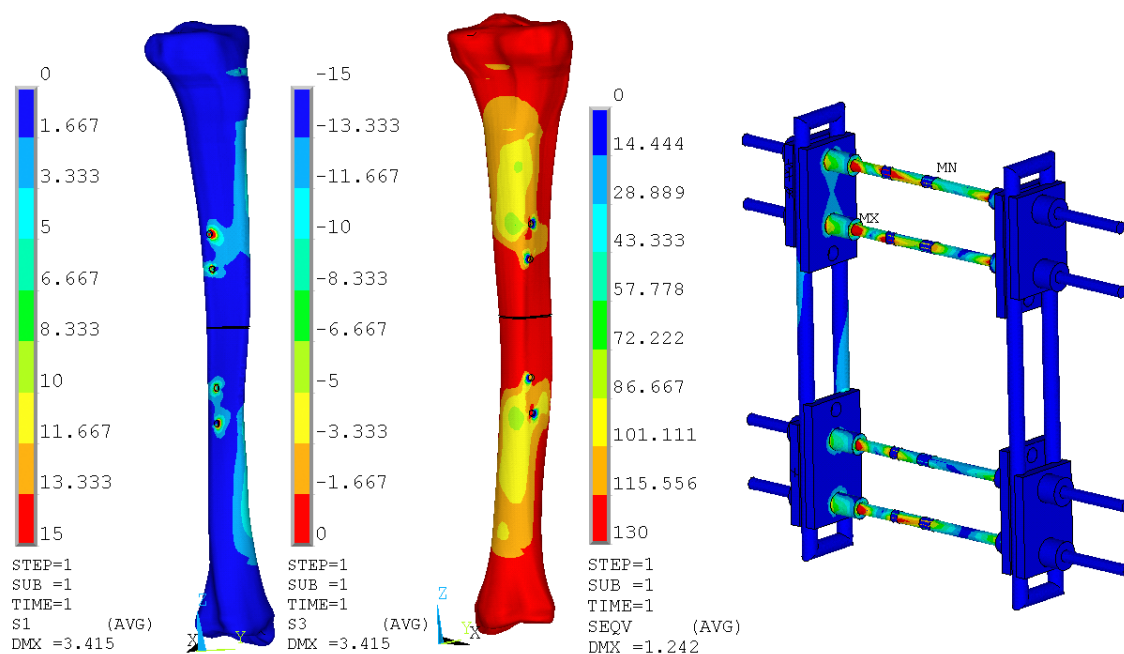 0
1.667
3.333
5
6.667
8.333
10
11.667
13.333
15
STEP=1
SUB =1
TIME=1
S1 (AVG)
DMX =3.415
Z
X Y
-15
-13.333
-11.667
-10
-8.333
-6.667
-5
-3.333
-1.667
0
STEP=1
SUB =1
TIME=1
S3 (AVG)
DMX =3.415
Z
Y X
0
14.444
28.889
43.333
57.778
72.222
86.667
101.111
115.556
130
STEP=1
SUB =1
TIME=1
SEQV (AVG)
DMX =1.242
MN
MX